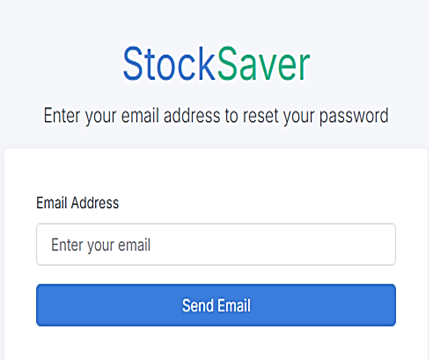 StockSaver
Enter your email address to reset your password
Email Address
Enter your email
Send Email